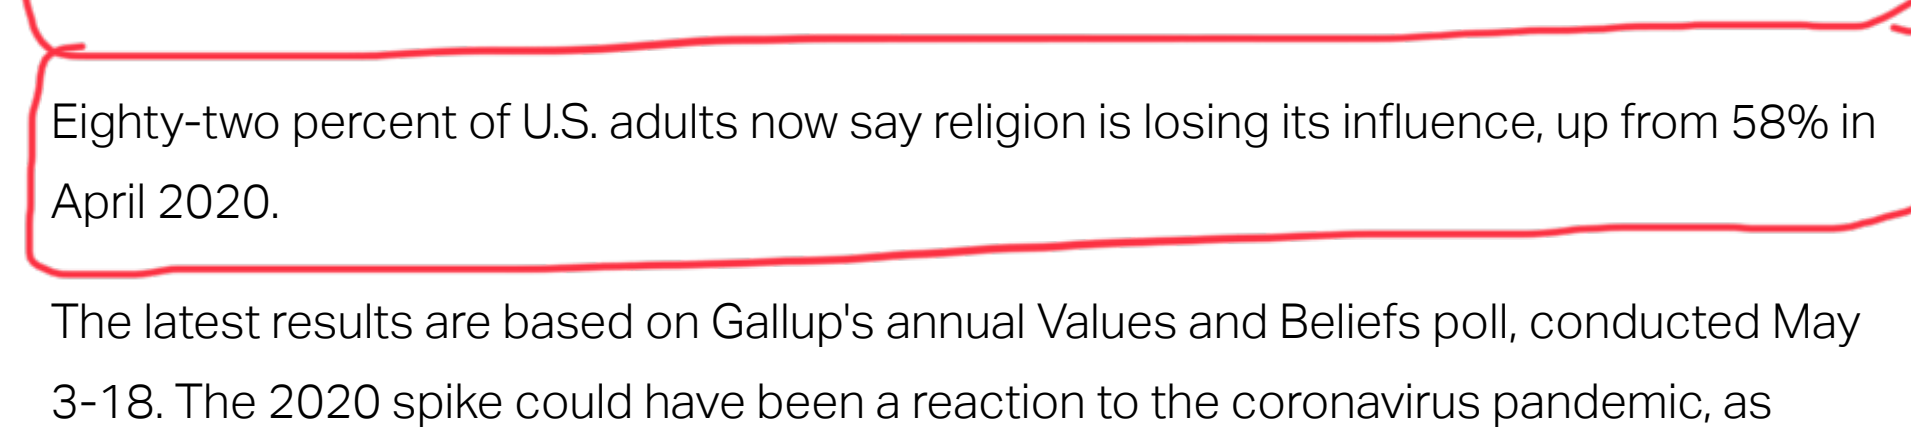 Eighty-two percent of U.S. adults now say religion is losing its influence, up from 58% in
April 2020.
The latest results are based on Gallup's annual Values and Beliefs poll, conducted May
3-18. The 2020 spike could have been a reaction to the coronavirus pandemic, as